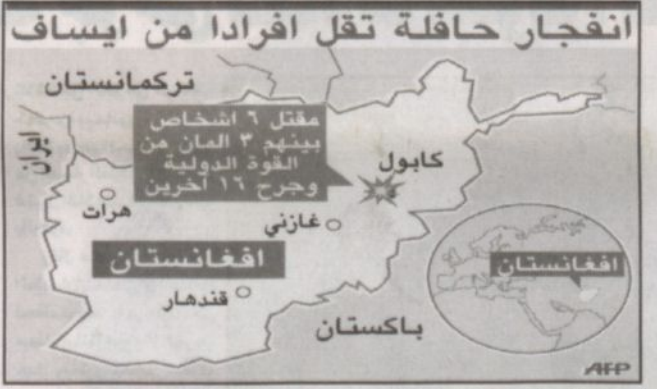 انفجار حافلة تقل افرادا من ايساف
تركمانستان
مقتل ٦ اشخاص
بينهم ٣ المان من
القوة الدولية
وجرح ١٦ آخرين
ايران
كابول
هرات
غازني
افغانستان
افغانستان
قندهار
باكستان
AFP